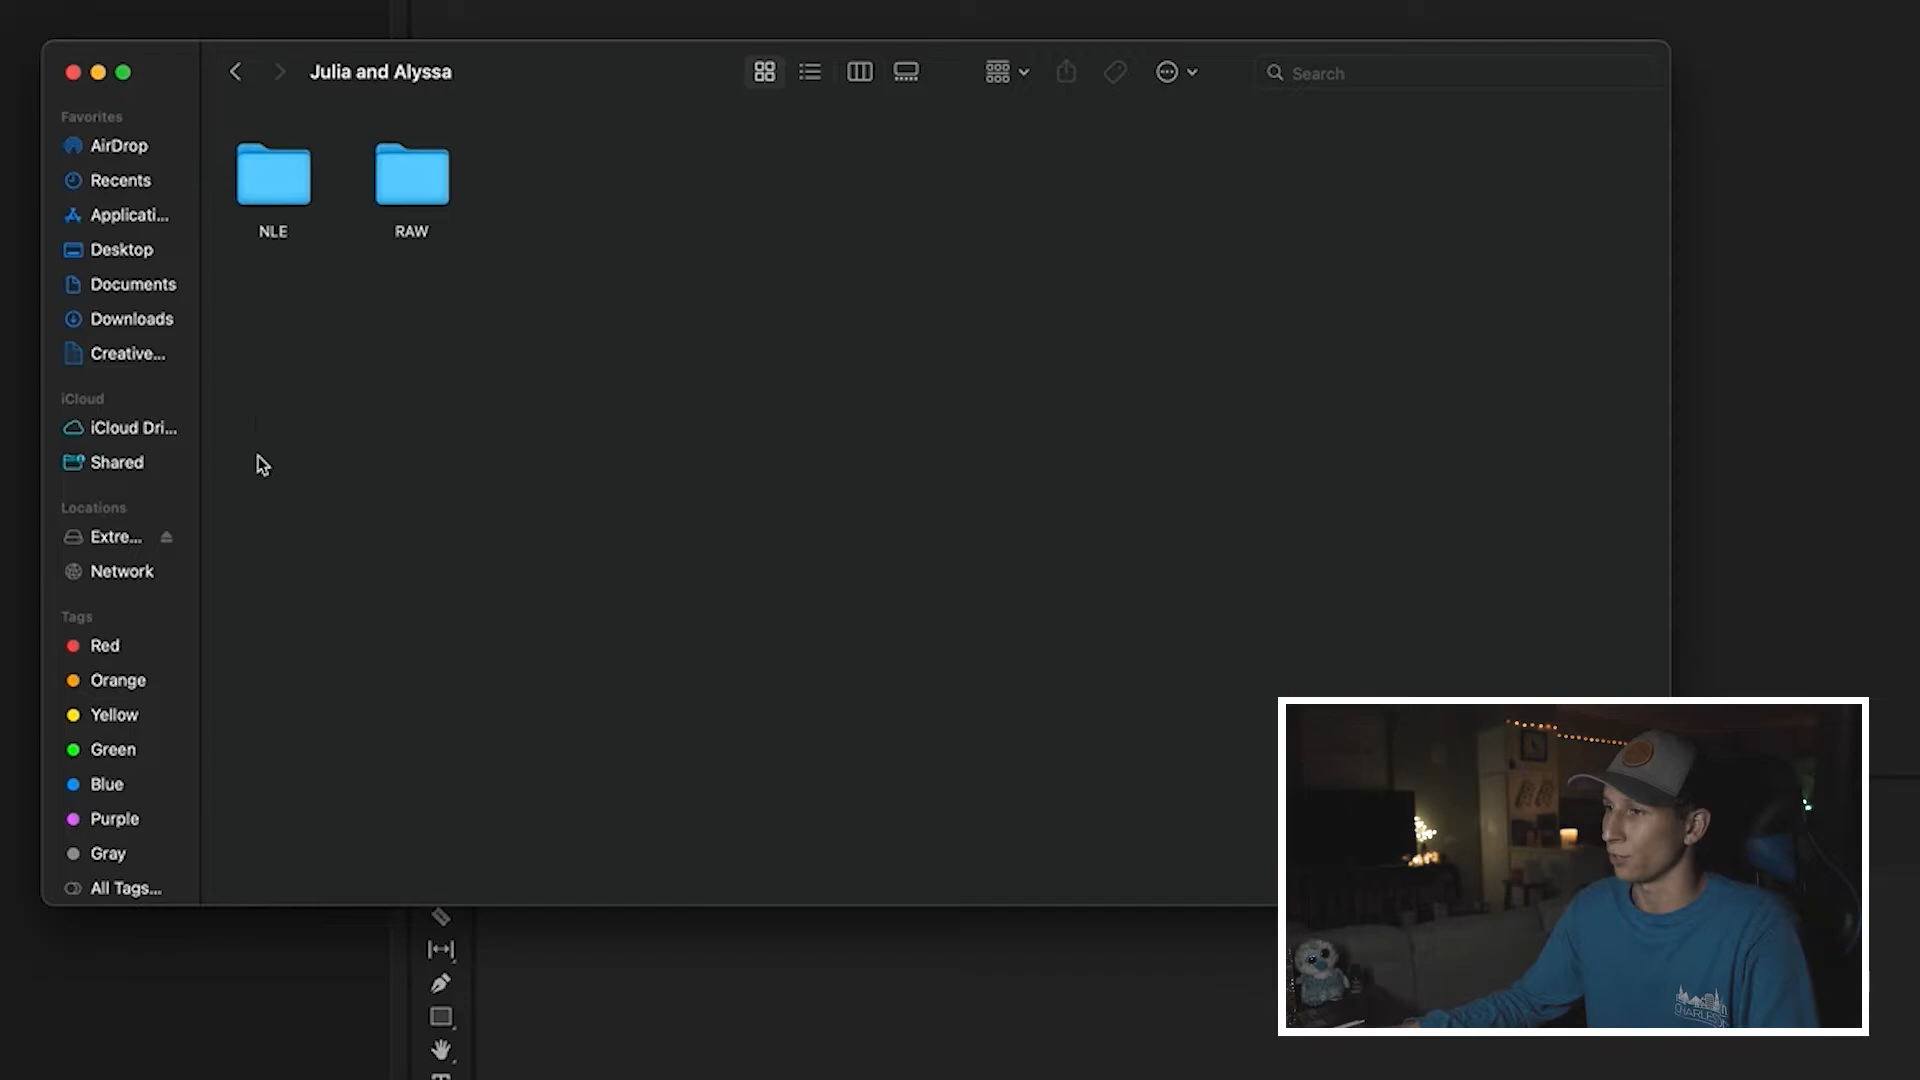 Julia and Alyssa
Search
Favorites
AirDrop
Recents
Applicati...
Desktop
Documents
Downloads
Creative...
iCloud
iCloud Dri...
Shared
Locations
Extre...
Network
Tags
Red
Orange
Yellow
Green
Blue
Purple
Gray
All Tags...
NLE
RAW